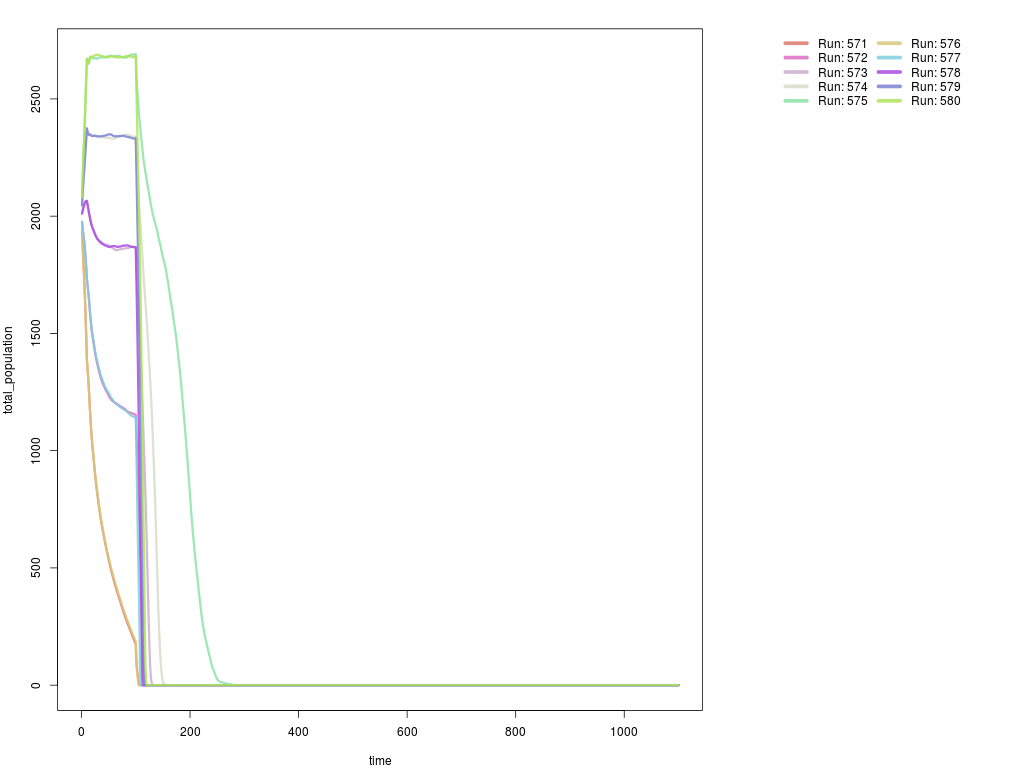 total_population
2500
2000
1500
1000
500
0
0 200 400 600 800 1000
time
Run: 571 Run: 576
Run: 572 Run: 577
Run: 573 Run: 578
Run: 574 Run: 579
Run: 575 Run: 580